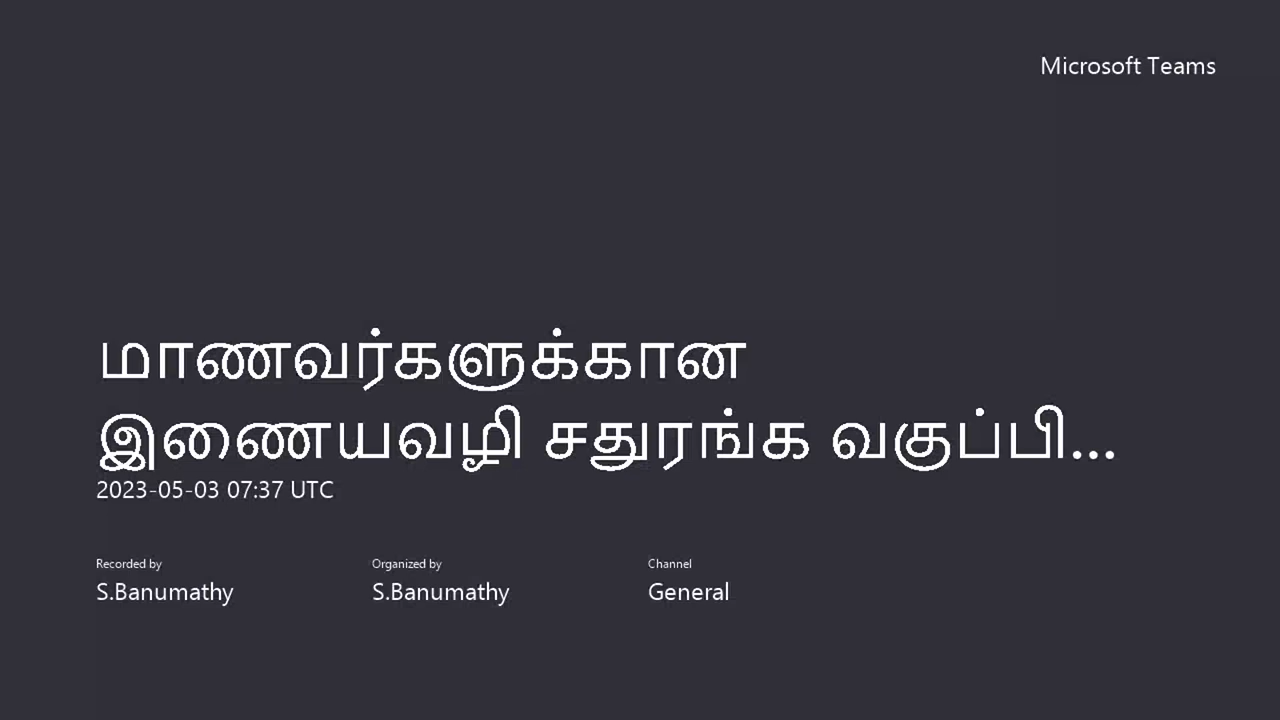 Microsoft Teams
மாணவர்களுக்கான
இணையவழி சதுரங்க வகுப்பி...
2023-05-03 07:37 UTC
Recorded by
Organized by
Channel
S.Banumathy
S.Banumathy
General